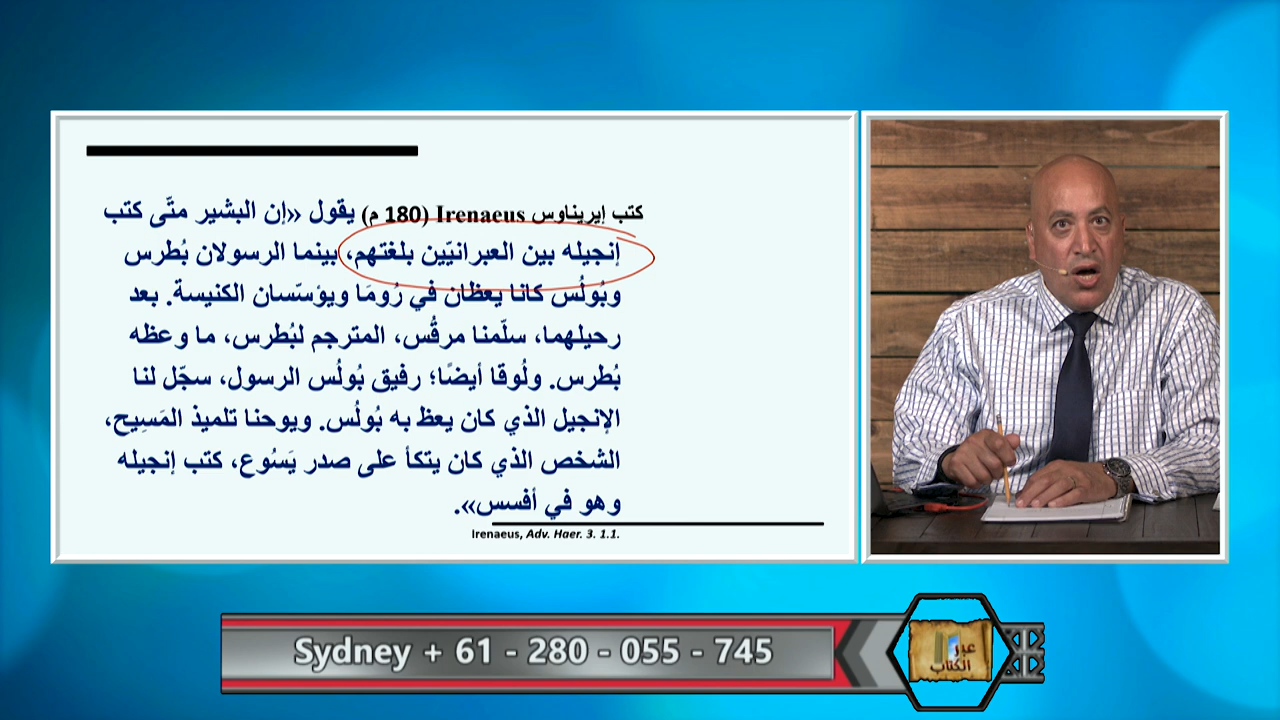 كتب إيريناوس Irenaeus (180 م) يقول «إن البشير متَّى كتب
إنجيله بين العبرانيّين بلغتهم، بينما الرسولان بُطرس
وبُولُس كانا يعظان في رُومَا ويؤسّسان الكنيسة. بعد
رحيلهما، سلّمنا مرقُس، المترجم لبُطرس، ما وعظه
بُطرس. ولُوقا أيضًا؛ رفيق بُولُس الرسول، سجّل لنا
الإنجيل الذي كان يعظ به بُولُس. ويوحنا تلميذ المَسِيح،
الشخص الذي كان يتكأ على صدر يَسُوع، كتب إنجيله
وهو في أفسس».
Irenaeus, Adv. Haer. 3. 1.1.
Sydney + 61 - 280 - 055 - 745
عبر
الكتاب